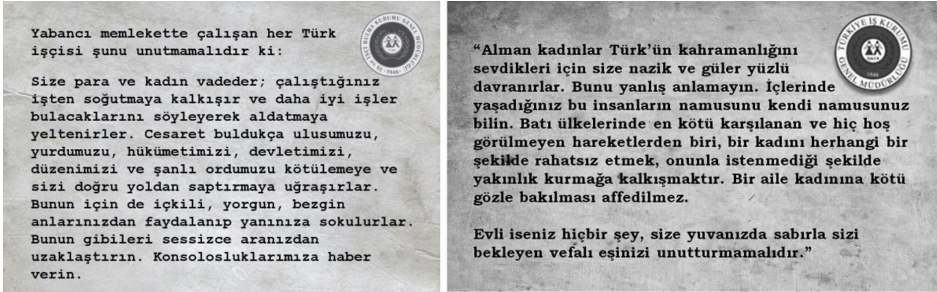 Yabancı memlekette çalışan her Türk
işçisi şunu unutmamalıdır ki:
Size para ve kadın vadeder; çalıştığınız
işten soğutmaya kalkışır ve daha iyi işler
bulacaklarını söyleyerek aldatmaya
yeltenirler. Cesaret buldukça ulusumuzu,
yurdumuzu, hükümetimizi, devletimizi,
düzenimizi ve şanlı ordumuzu kötülemeye ve
sizi doğru yoldan saptırmaya uğraşırlar.
Bunun için de içkili, yorgun, bezgin
anlarınızdan faydalanıp yanınıza sokulurlar.
Bunun gibileri sessizce aranızdan
uzaklaştırın. Konsolosluklarımıza haber
verin.
TÜRKİYE İŞ KURUMU
GENEL MÜDÜRLÜĞÜ
1946
“Alman kadınlar Türk’ün kahramanlığını
sevdikleri için size nazik ve güler yüzlü
davranırlar. Bunu yanlış anlamayın. İçlerinde
yaşadığınız bu insanların namusunu kendi namusunuz
bilin. Batı ülkelerinde en kötü karşılanan ve hiç hoş
görülmeyen hareketlerden biri, bir kadını herhangi bir
şekilde rahatsız etmek, onunla istenmediği şekilde
yakınlık kurmağa kalkışmaktır. Bir aile kadınına kötü
gözle bakılması affedilmez.
Evli iseniz hiçbir şey, size yuvanızda sabırla sizi
bekleyen vefalı eşinizi unutturmamalıdır.”